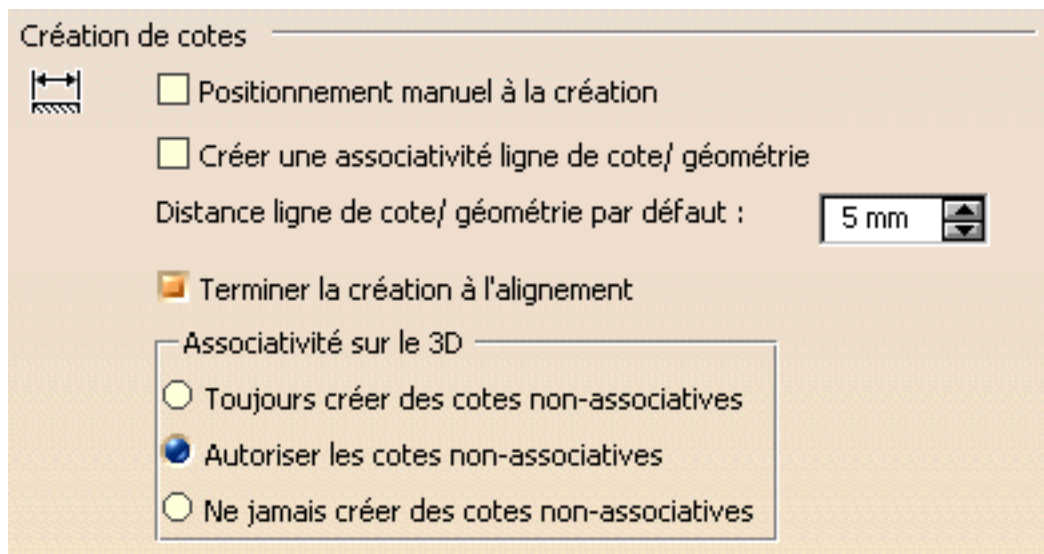 Création de cotes
Positionnement manuel à la création
Créer une associativité ligne de cote/ géométrie
Distance ligne de cote/ géométrie par défaut : 5 mm
Terminer la création à l'alignement
Associativité sur le 3D
Toujours créer des cotes non-associatives
Autoriser les cotes non-associatives
Ne jamais créer des cotes non-associatives